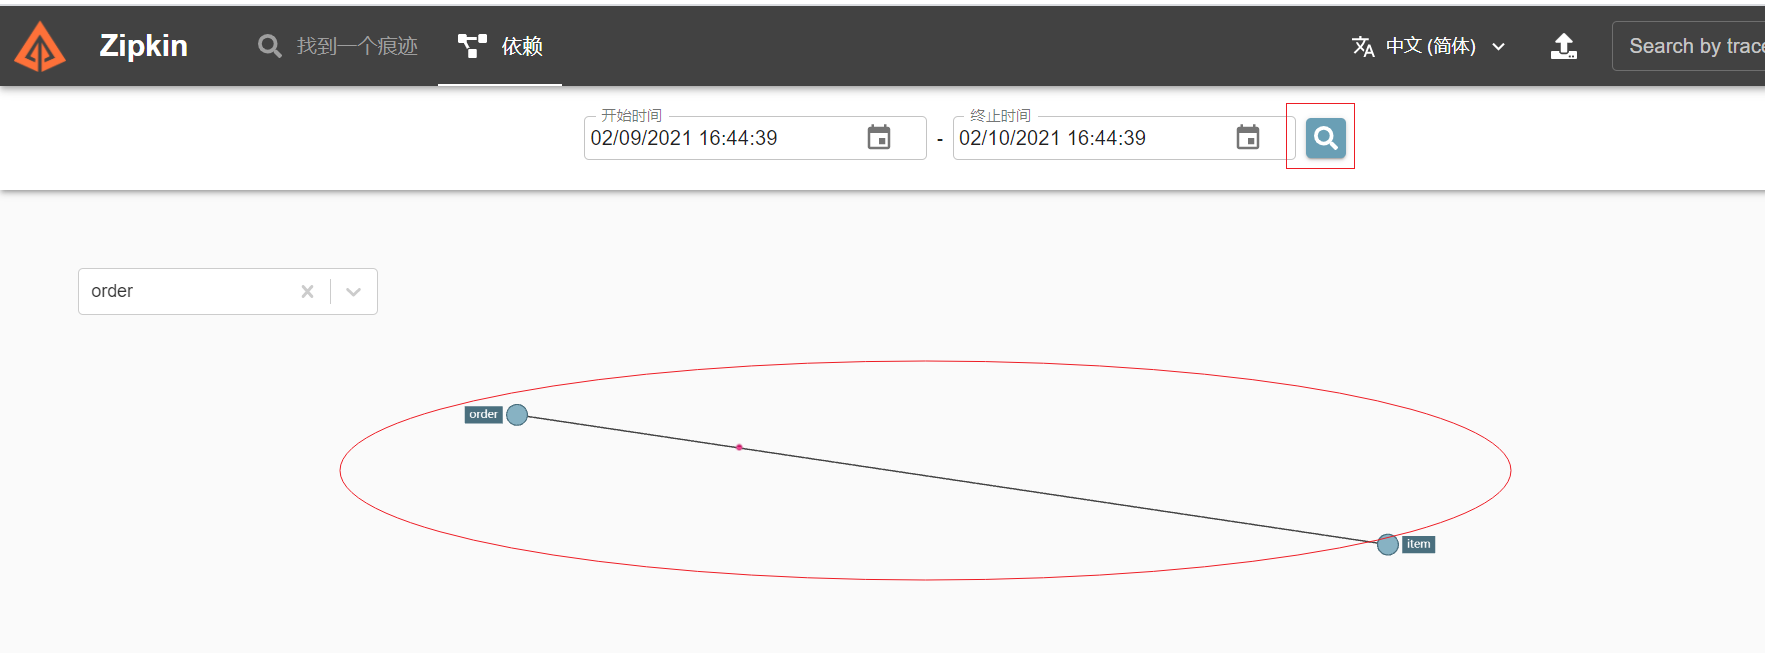 Zipkin 找到一个痕迹 依赖 中文 (简体) Search by trace
开始时间 终止时间
02/09/2021 16:44:39 - 02/10/2021 16:44:39
order
order
item